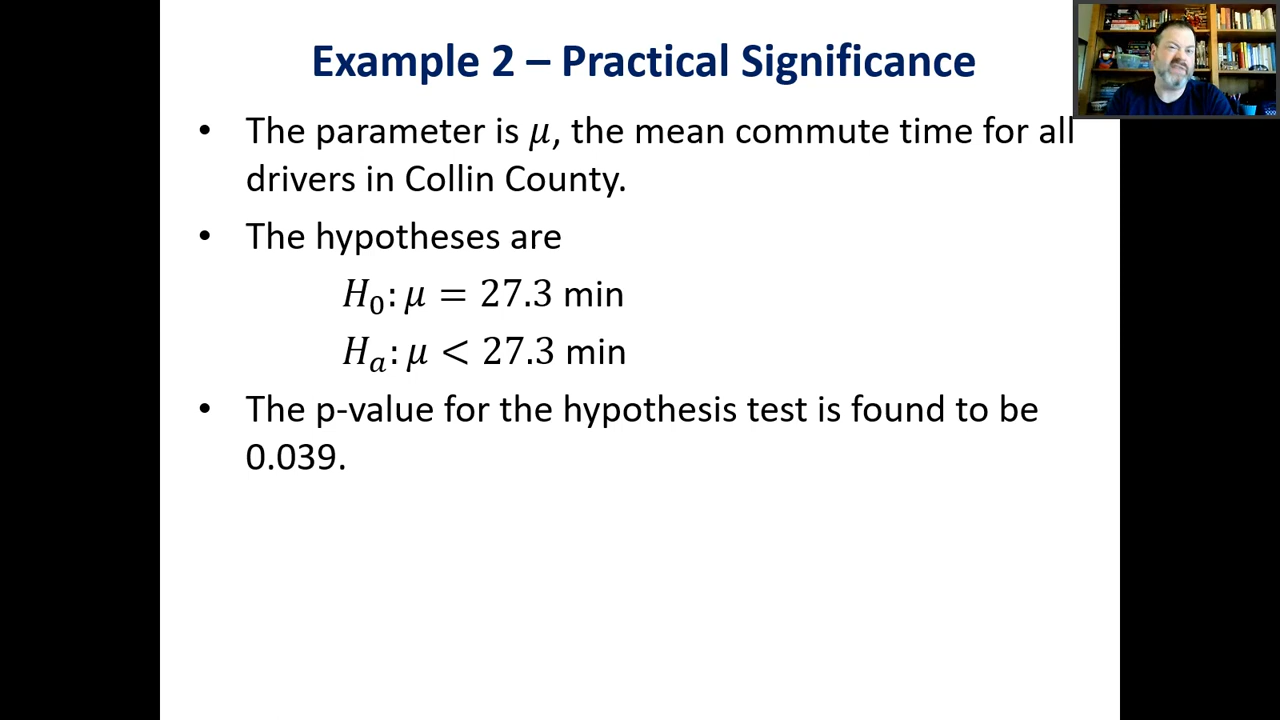 Example 2 – Practical Significance
• The parameter is μ, the mean commute time for all
drivers in Collin County.
• The hypotheses are
H₀: μ = 27.3 min
Hₐ: μ < 27.3 min
• The p-value for the hypothesis test is found to be
0.039.